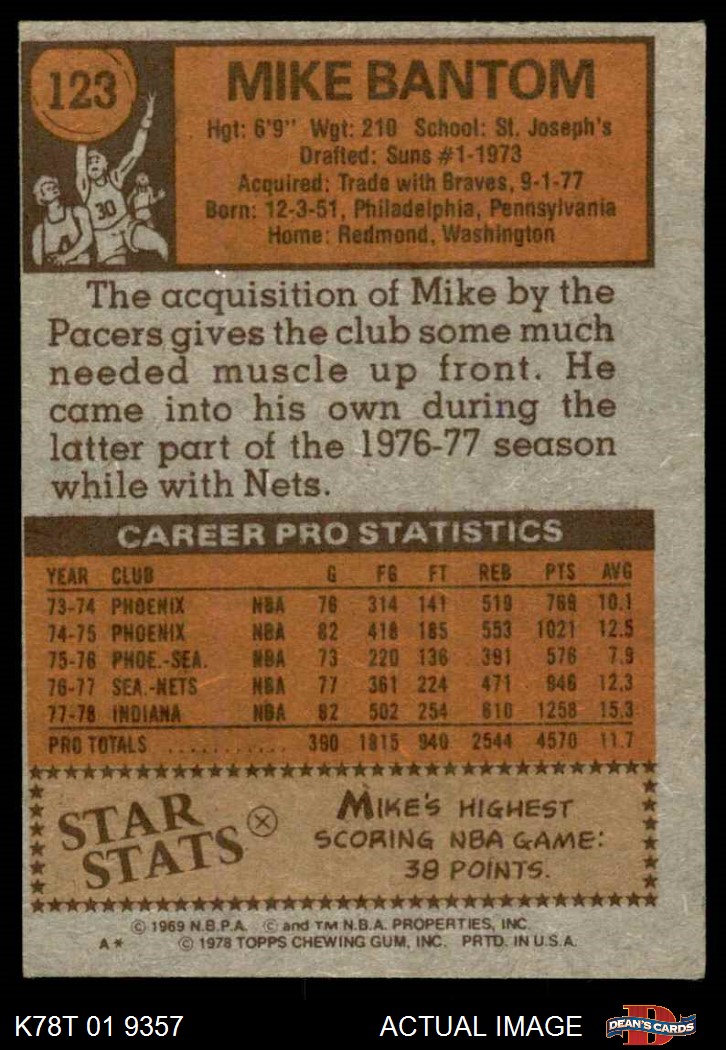 123
MIKE BANTOM
Hgt: 6'9" Wgt: 210 School: St. Joseph's
Drafted: Suns #1-1973
Acquired: Trade with Braves, 9-1-77
Born: 12-3-51, Philadelphia, Pennsylvania
Home: Redmond, Washington
30
The acquisition of Mike by the
Pacers gives the club some much
needed muscle up front. He
came into his own during the
latter part of the 1976-77 season
while with Nets.
CAREER PRO STATISTICS
YEAR CLUB G FG FT REB PTS AVG
73-74 PHOENIX NBA 76 314 141 519 769 10.1
74-75 PHOENIX NBA 82 418 185 553 1021 12.5
75-76 PHOE.-SEA. NBA 73 220 136 391 576 7.9
76-77 SEA.-NETS NBA 77 361 224 471 946 12.3
77-78 INDIANA NBA 82 502 254 610 1258 15.3
PRO TOTALS ........... 390 1815 940 2544 4570 11.7
STAR
STATS
MIKE'S HIGHEST
SCORING NBA GAME:
38 POINTS.
© 1969 N.B.P.A. © and TM N.B.A. PROPERTIES, INC.
A* © 1978 TOPPS CHEWING GUM, INC. PRTD. IN U.S.A.
K78T 01 9357 ACTUAL IMAGE
D
DEAN'S CARDS